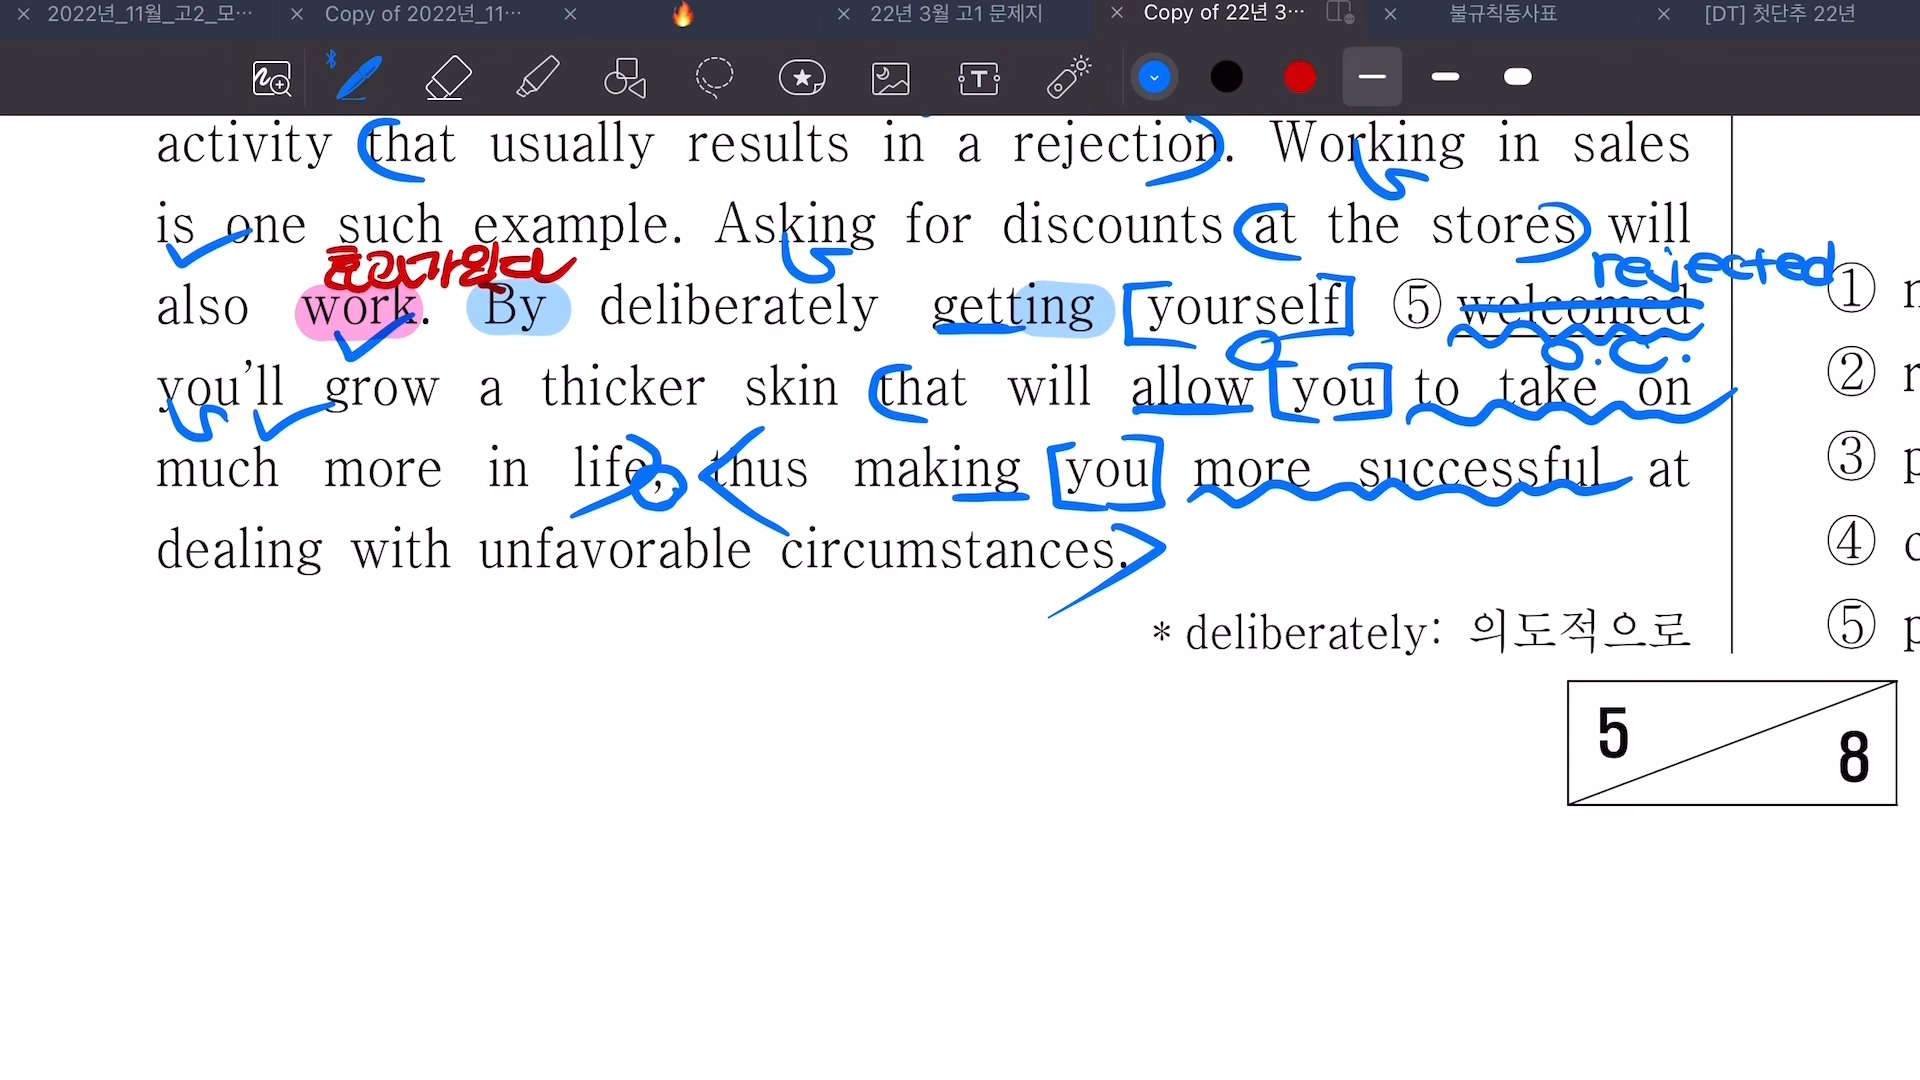 2022년_11월_고2_모… Copy of 2022년_11… 🔥 22년 3월 고1 문제지 Copy of 22년 3… 불규칙동사표 [DT] 첫단추 22년
activity that usually results in a rejection. Working in sales
is one such example. Asking for discounts at the stores will
효과가 있다 rejected
also work. By deliberately getting yourself ⑤ welcomed
O O.C.
you'll grow a thicker skin that will allow you to take on
much more in life, thus making you more successful at
dealing with unfavorable circumstances.
* deliberately: 의도적으로
5 8
① n
② r
③ p
④ c
⑤ p